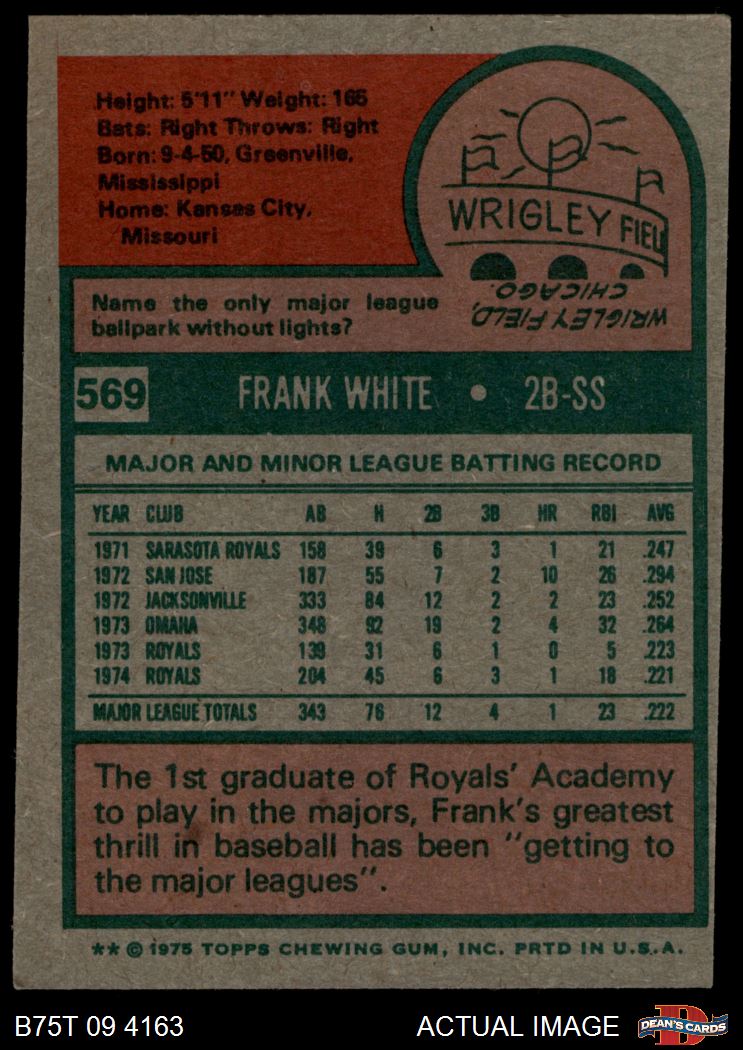 Height: 5'11" Weight: 165
Bats: Right Throws: Right
Born: 9-4-50, Greenville,
Mississippi
Home: Kansas City,
Missouri
WRIGLEY FIELD
WRIGLEY FIELD,
CHICAGO.
Name the only major league
ballpark without lights?
569 FRANK WHITE • 2B-SS
MAJOR AND MINOR LEAGUE BATTING RECORD
YEAR CLUB AB H 2B 3B HR RBI AVG
1971 SARASOTA ROYALS 158 39 6 3 1 21 .247
1972 SAN JOSE 187 55 7 2 10 26 .294
1972 JACKSONVILLE 333 84 12 2 2 23 .252
1973 OMAHA 348 92 19 2 4 32 .264
1973 ROYALS 139 31 6 1 0 5 .223
1974 ROYALS 204 45 6 3 1 18 .221
MAJOR LEAGUE TOTALS 343 76 12 4 1 23 .222
The 1st graduate of Royals' Academy
to play in the majors, Frank's greatest
thrill in baseball has been "getting to
the major leagues".
** © 1975 TOPPS CHEWING GUM, INC. PRTD IN U.S.A.
B75T 09 4163 ACTUAL IMAGE D DEAN'S CARDS